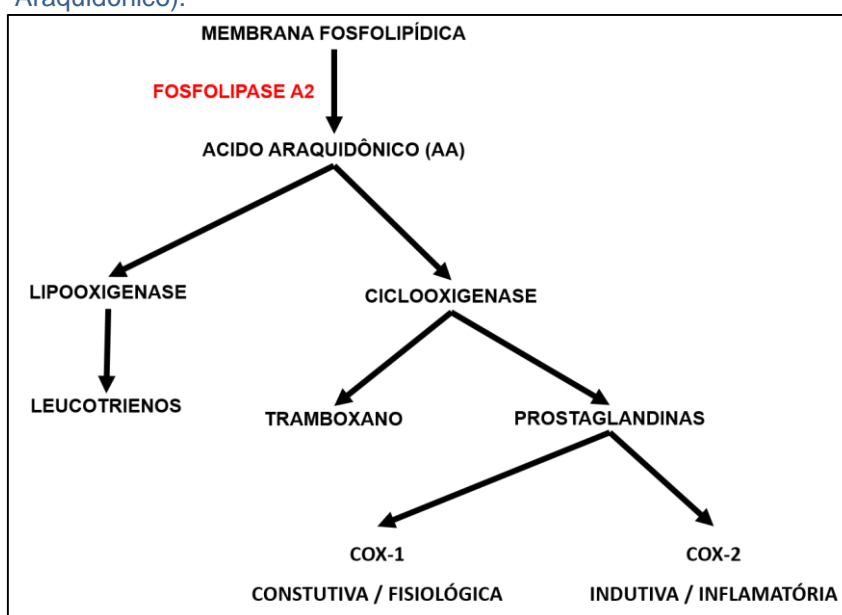 Araquidônico).
MEMBRANA FOSFOLIPÍDICA
FOSFOLIPASE A2
ACIDO ARAQUIDÔNICO (AA)
LIPOOXIGENASE
CICLOOXIGENASE
LEUCOTRIENOS
TRAMBOXANO
PROSTAGLANDINAS
COX-1
COX-2
CONSTUTIVA / FISIOLÓGICA
INDUTIVA / INFLAMATÓRIA